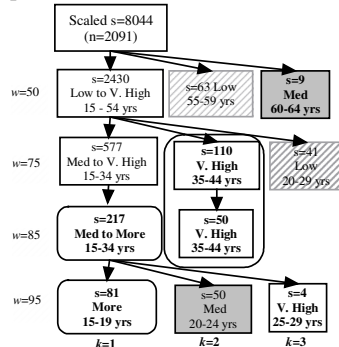 Scaled s=8044
(n=2091)
w=50
s=2430
Low to V. High
15 - 54 yrs
s=63 Low
55-59 yrs
s=9
Med
60-64 yrs
w=75
s=577
Med to V. High
15-34 yrs
s=110
V. High
35-44 yrs
s=41
Low
20-29 yrs
w=85
s=217
Med to More
15-34 yrs
s=50
V. High
35-44 yrs
w=95
s=81
More
15-19 yrs
s=50
Med
20-24 yrs
s=4
V. High
25-29 yrs
k=1
k=2
k=3